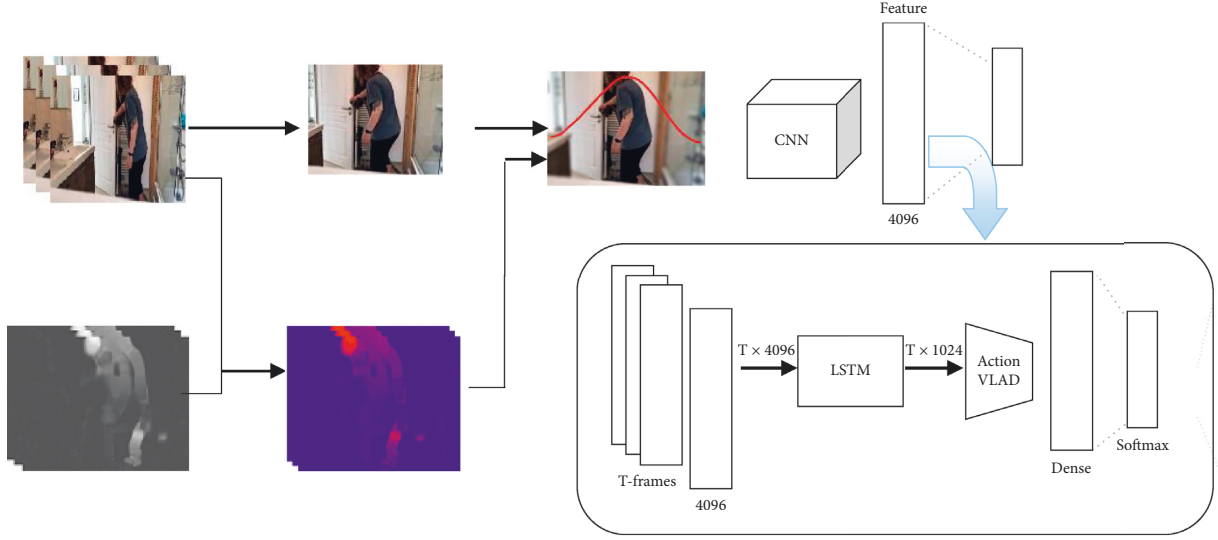 Feature
CNN
4096
T × 4096
T × 1024
LSTM
Action
VLAD
T-frames
4096
Dense
Softmax